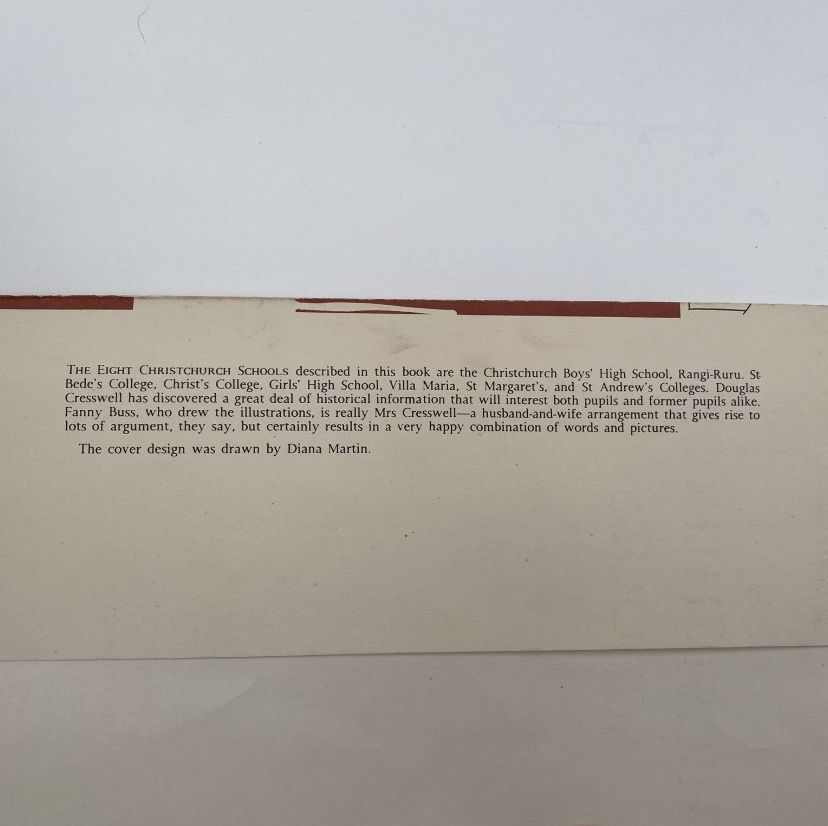 THE EIGHT CHRISTCHURCH SCHOOLS described in this book are the Christchurch Boys' High School, Rangi-Ruru. St
Bede's College, Christ's College, Girls' High School, Villa Maria, St Margaret's, and St Andrew's Colleges. Douglas
Cresswell has discovered a great deal of historical information that will interest both pupils and former pupils alike.
Fanny Buss, who drew the illustrations, is really Mrs Cresswell—a husband-and-wife arrangement that gives rise to
lots of argument, they say, but certainly results in a very happy combination of words and pictures.
The cover design was drawn by Diana Martin.